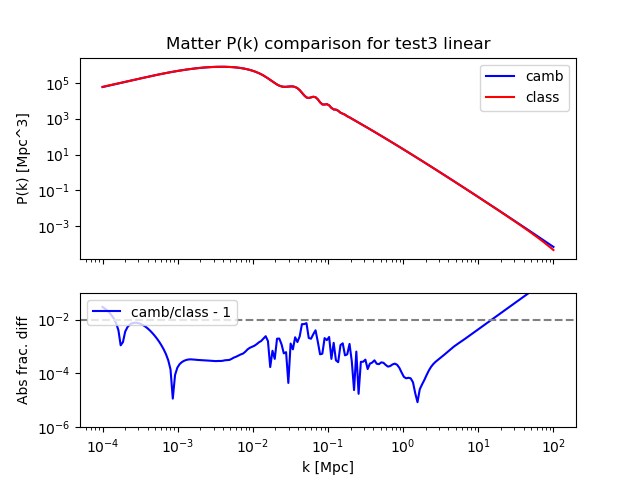 Matter P(k) comparison for test3 linear
P(k) [Mpc^3]
10^5
10^3
10^1
10^−1
10^−3
camb
class
Abs frac. diff
10^−2
10^−4
10^−6
camb/class - 1
10^−4
10^−3
10^−2
10^−1
10^0
10^1
10^2
k [Mpc]